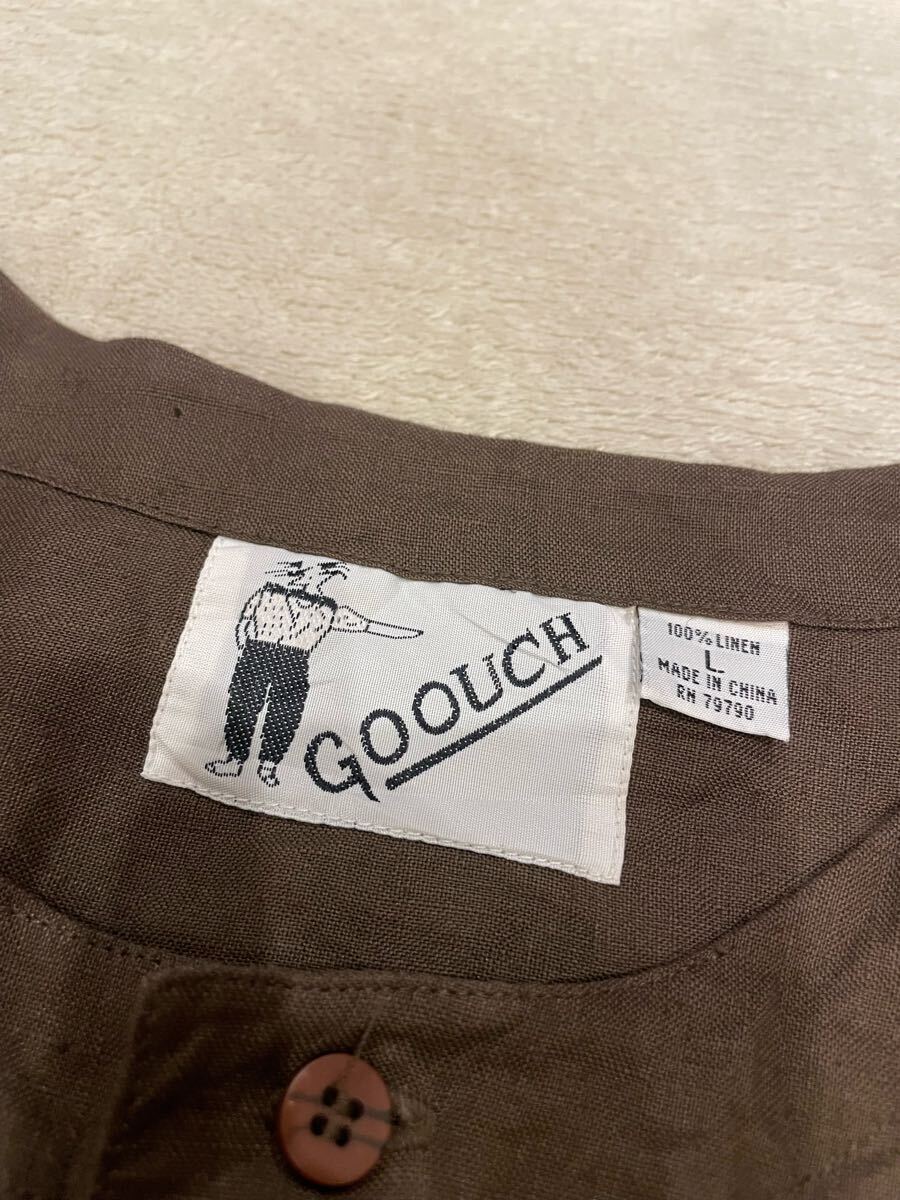 GOOUCH
100% LINEN
L
MADE IN CHINA
RN 79790